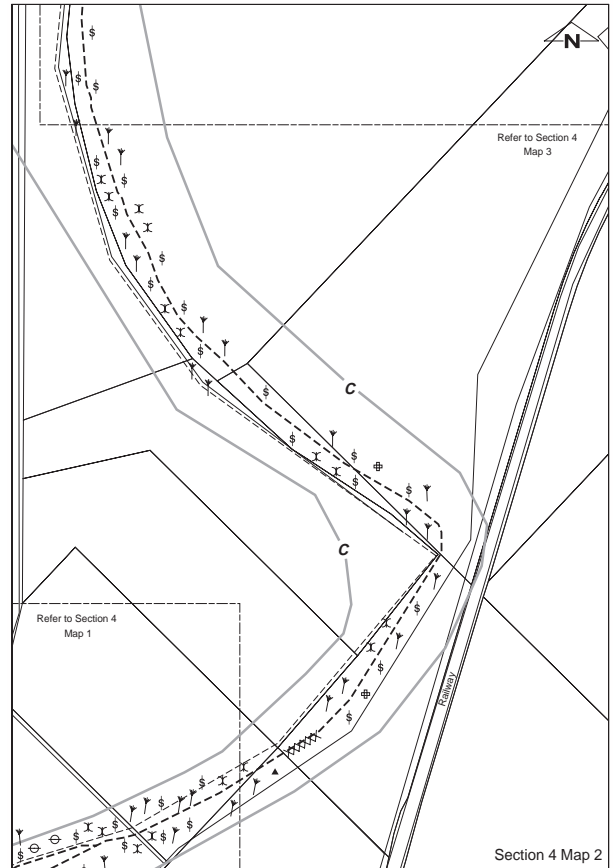 N
Refer to Section 4
Map 3
C
C
Refer to Section 4
Map 1
Railway
Section 4 Map 2